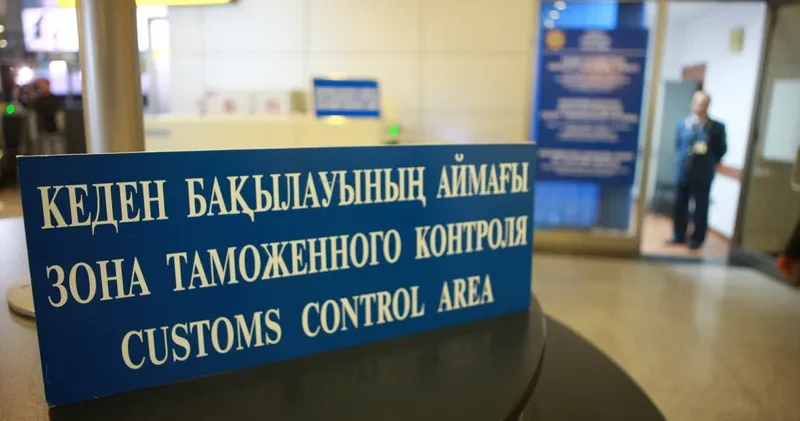 КЕДЕН БАҚЫЛАУЫНЫҢ АЙМАҒЫ
ЗОНА ТАМОЖЕННОГО КОНТРОЛЯ
CUSTOMS CONTROL AREA